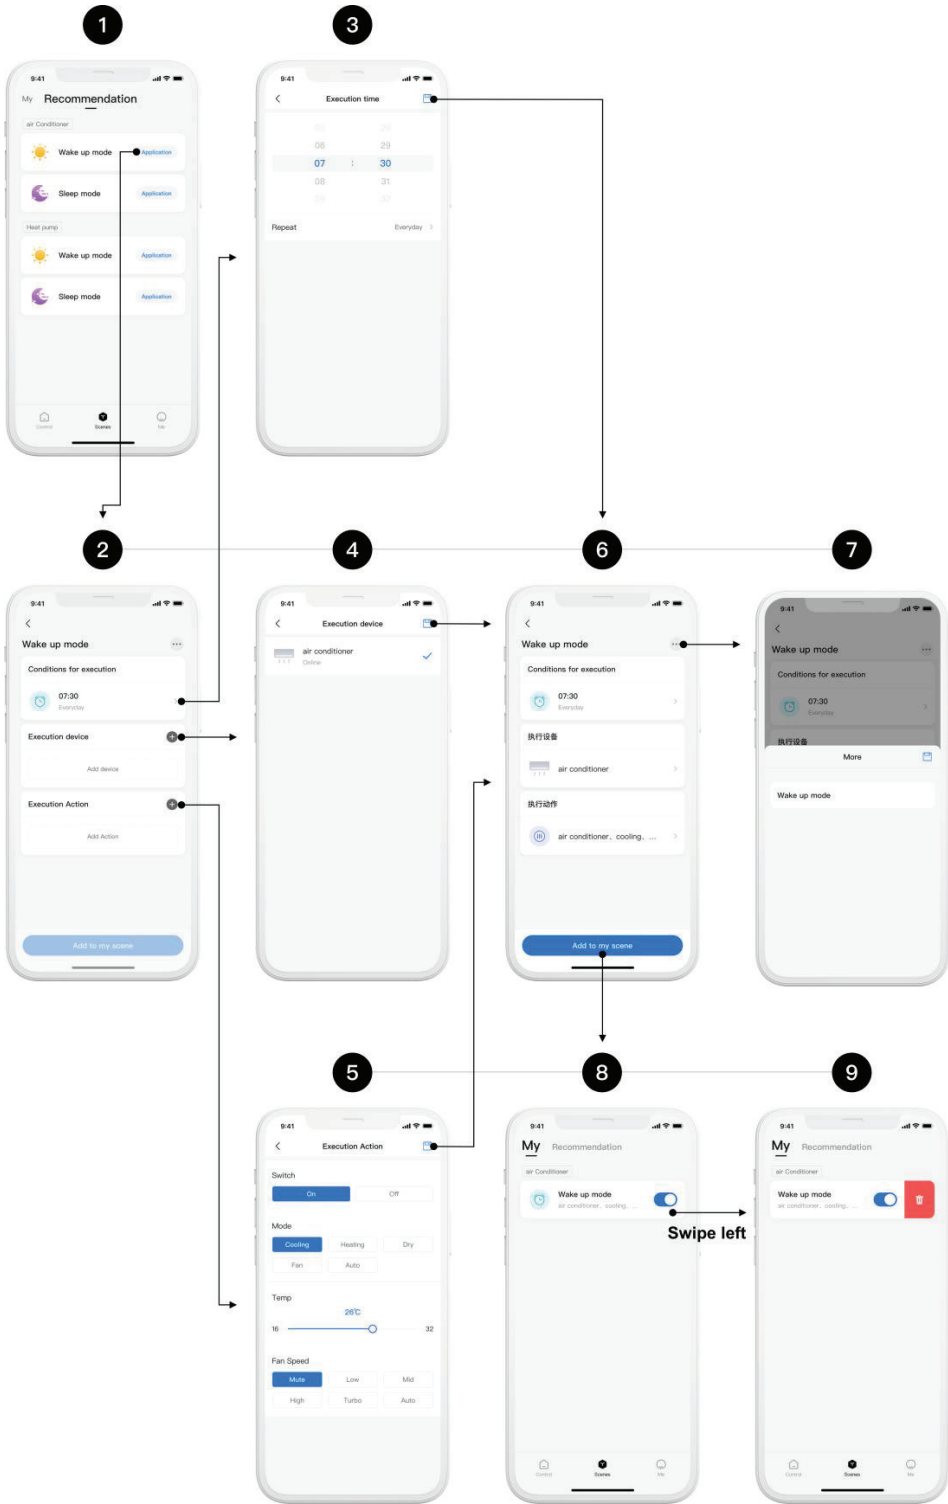 1
9:41
My Recommendation
air Conditioner
Wake up mode Application
Sleep mode Application
Heat pump
Wake up mode Application
Sleep mode Application
Control Scenes Me
3
9:41
Execution time
06 29
07 : 30
08 31
Repeat Everyday
2
9:41
Wake up mode
Conditions for execution
07:30
Everyday
Execution device
Add device
Execution Action
Add Action
Add to my scene
4
9:41
Execution device
air conditioner
Online
6
9:41
Wake up mode
Conditions for execution
07:30
Everyday
执行设备
air conditioner
执行动作
air conditioner、cooling、...
Add to my scene
7
9:41
Wake up mode
Conditions for execution
07:30
Everyday
执行设备
More
Wake up mode
5
9:41
Execution Action
Switch
On Off
Mode
Cooling Heating Dry
Fan Auto
Temp
26℃
16 32
Fan Speed
Mute Low Mid
High Turbo Auto
8
9:41
My Recommendation
air Conditioner
Wake up mode
air conditioner、cooling、...
Swipe left
Control Scenes Me
9
9:41
My Recommendation
air Conditioner
Wake up mode
air conditioner、cooling、...
Control Scenes Me